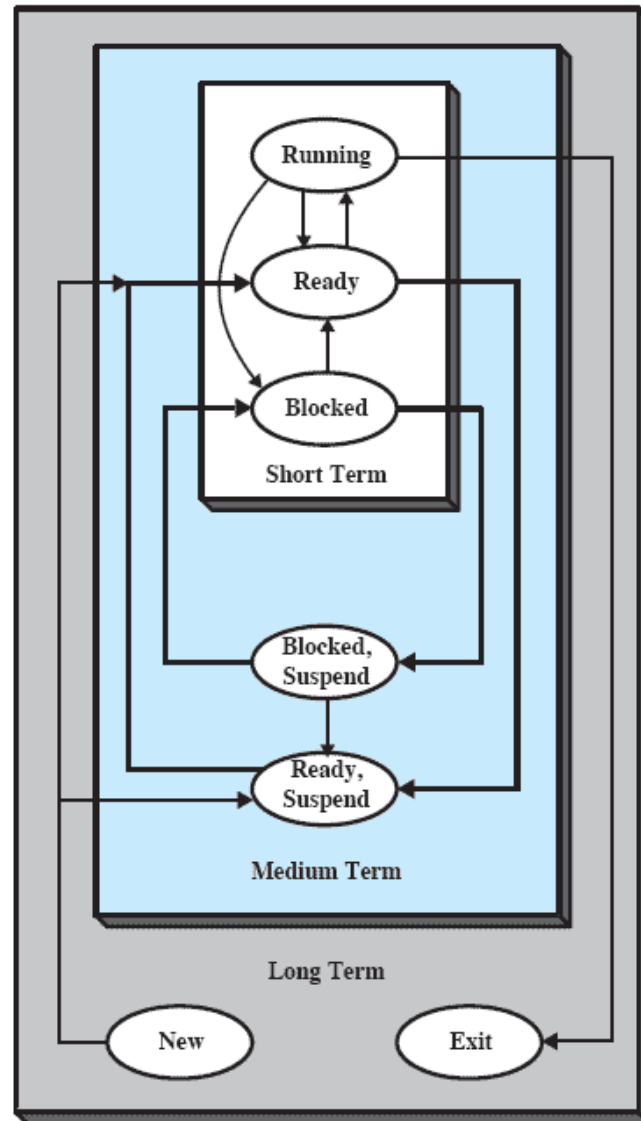 Running
Ready
Blocked
Short Term
Blocked,
Suspend
Ready,
Suspend
Medium Term
Long Term
New
Exit